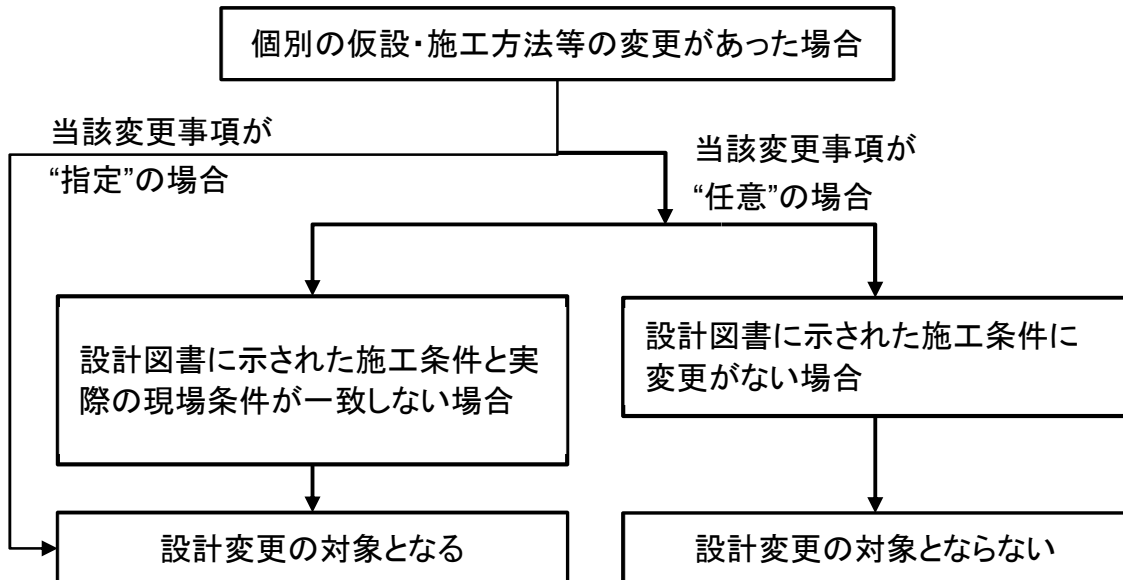 個別の仮設・施工方法等の変更があった場合
当該変更事項が
“指定”の場合
当該変更事項が
“任意”の場合
設計図書に示された施工条件と実
際の現場条件が一致しない場合
設計図書に示された施工条件に
変更がない場合
設計変更の対象となる
設計変更の対象とならない